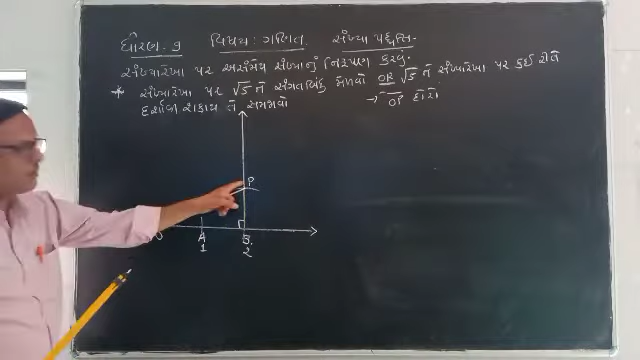 ધોરણ. 9 વિષય: ગણિત સંખ્યા પદ્ધતિ.
સંખ્યારેખા પર અસંમેય સંખ્યાનું નિરૂપણ કરવું.
* સંખ્યારેખા પર √5 ને સંગતબિંદુ મેળવો OR √5 ને સંખ્યારેખા પર કઈ રીતે
દર્શાવી શકાય તે સમજાવો → OP દોરો
P
O A B.
1 2